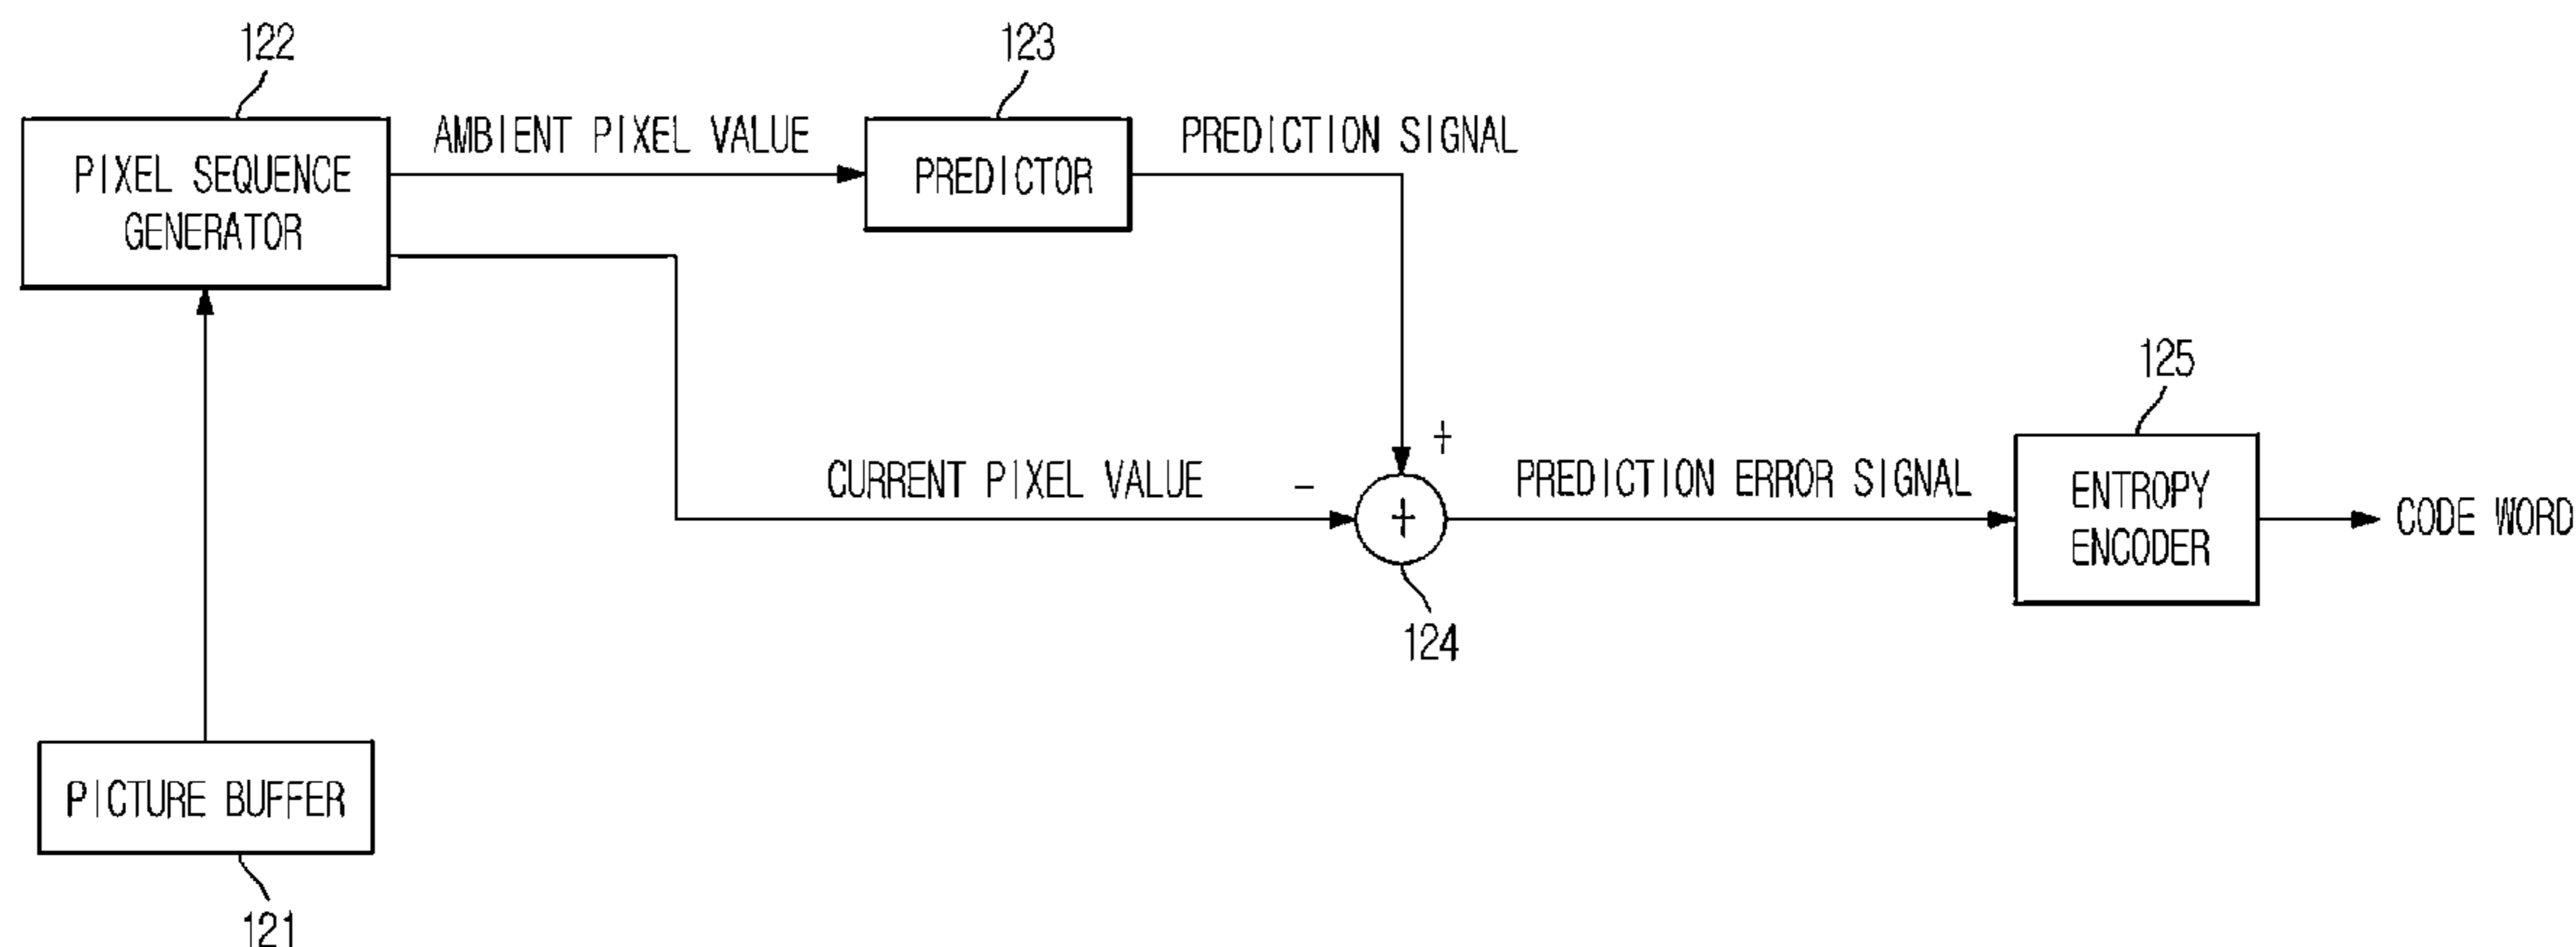 122
123
AMBIENT PIXEL VALUE
PREDICTION SIGNAL
PIXEL SEQUENCE
GENERATOR
PREDICTOR
125
+
CURRENT PIXEL VALUE
-
PREDICTION ERROR SIGNAL
+
ENTROPY
ENCODER
CODE WORD
124
PICTURE BUFFER
121